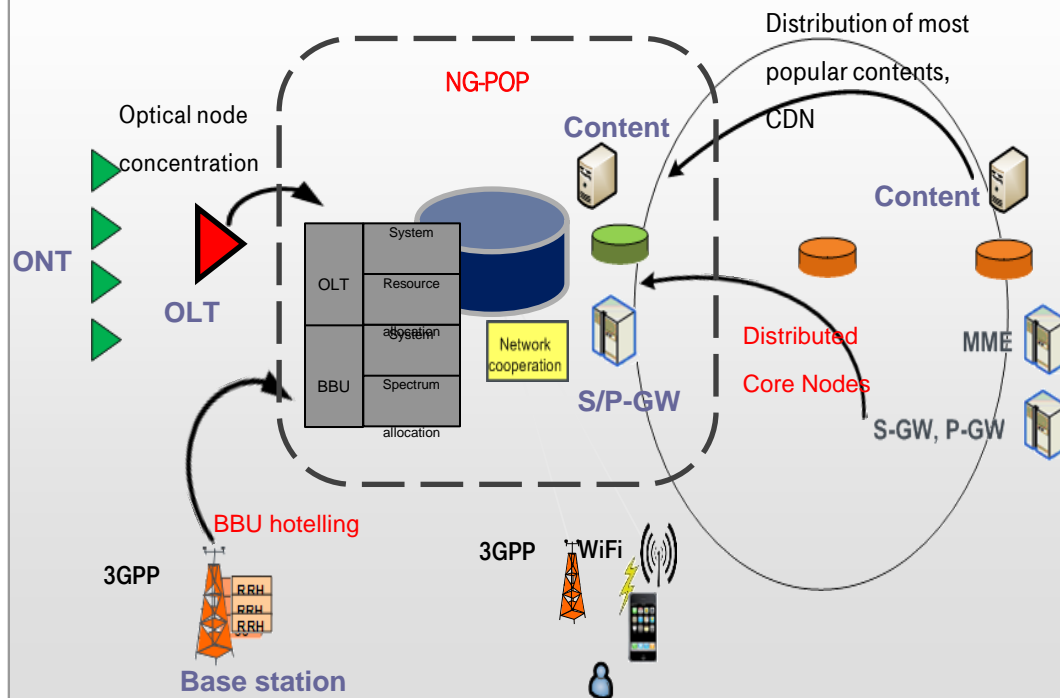 Distribution of most
popular contents,
CDN
NG-POP
Optical node
concentration
Content
Content
ONT
OLT
OLT
System
Resource
allocation
BBU
System
Spectrum
allocation
Network
cooperation
S/P-GW
Distributed
Core Nodes
MME
S-GW, P-GW
BBU hotelling
3GPP
RRH
RRH
RRH
Base station
3GPP
WiFi